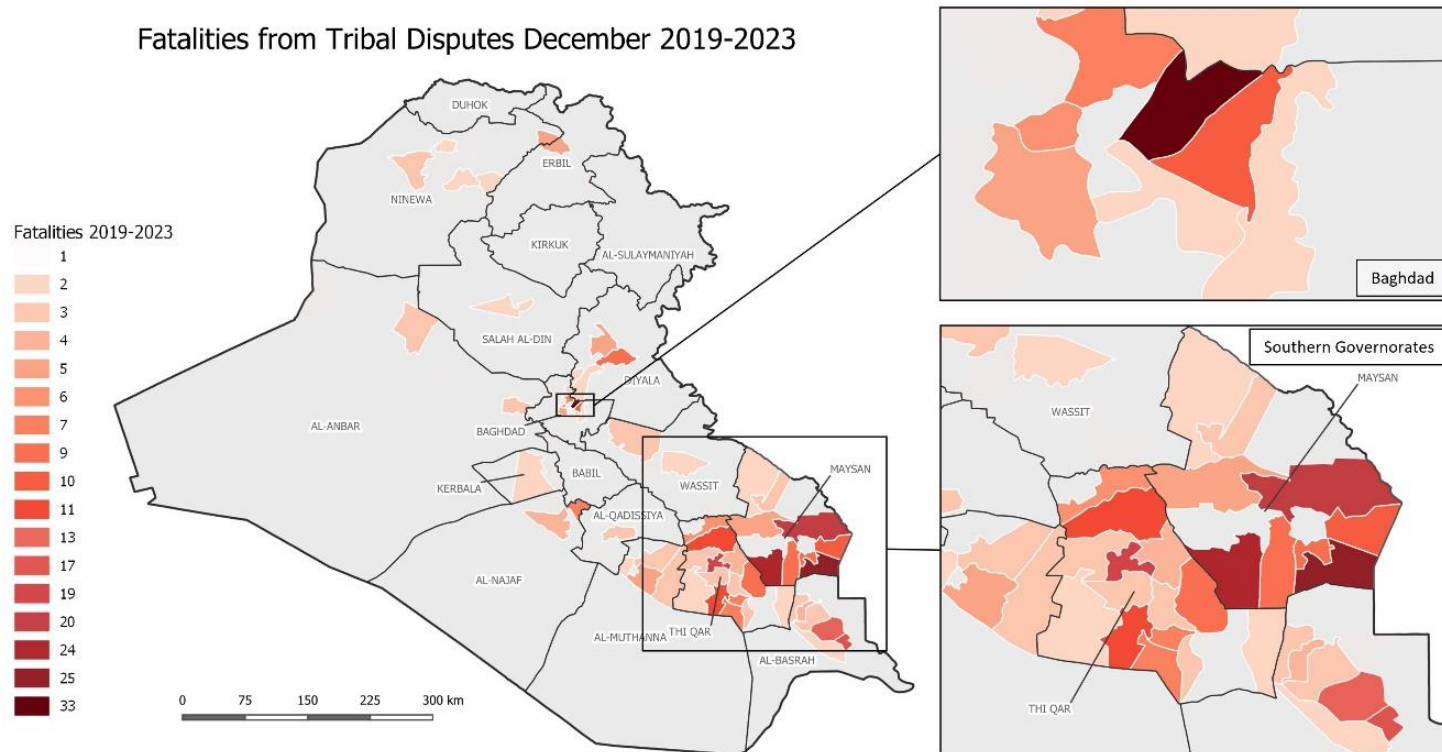 Fatalities from Tribal Disputes December 2019-2023
DUHOK
ERBIL
NINEWA
KIRKUK
AL-SULAYMANIYAH
SALAH AL-DIN
DIYALA
AL-ANBAR
BAGHDAD
KERBALA
BABIL
WASSIT
MAYSAN
AL-QADISSIYA
AL-NAJAF
AL-MUTHANNA
THI QAR
AL-BASRAH
Fatalities 2019-2023
1
2
3
4
5
6
7
9
10
11
13
17
19
20
24
25
33
0 75 150 225 300 km
Baghdad
Southern Governorates
MAYSAN
WASSIT
THI QAR